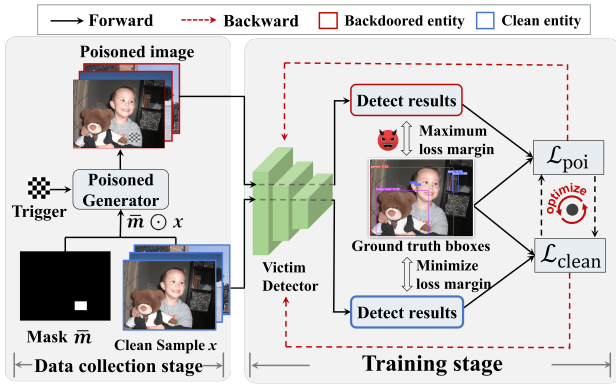 Forward
Backward
Backdoored entity
Clean entity
Poisoned image
Trigger
Poisoned
Generator
m̅ ⊙ x
Mask m̅
Clean Sample x
Data collection stage
Victim
Detector
Detect results
Maximum
loss margin
Ground truth bboxes
Minimize
loss margin
Detect results
ℒpoi
optimize
ℒclean
Training stage